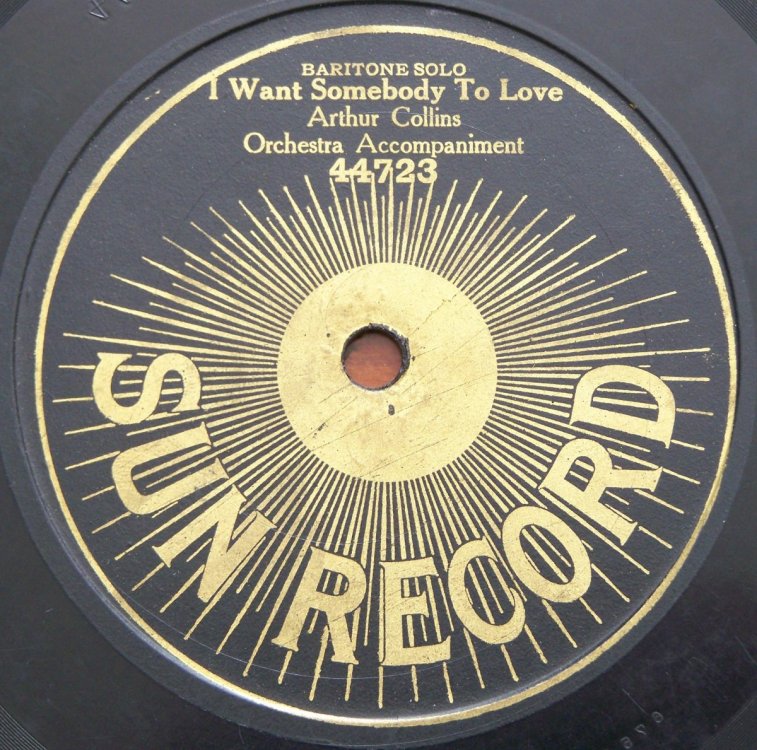 BARITONE SOLO
I Want Somebody To Love
Arthur Collins
Orchestra Accompaniment
44723
SUN RECORD